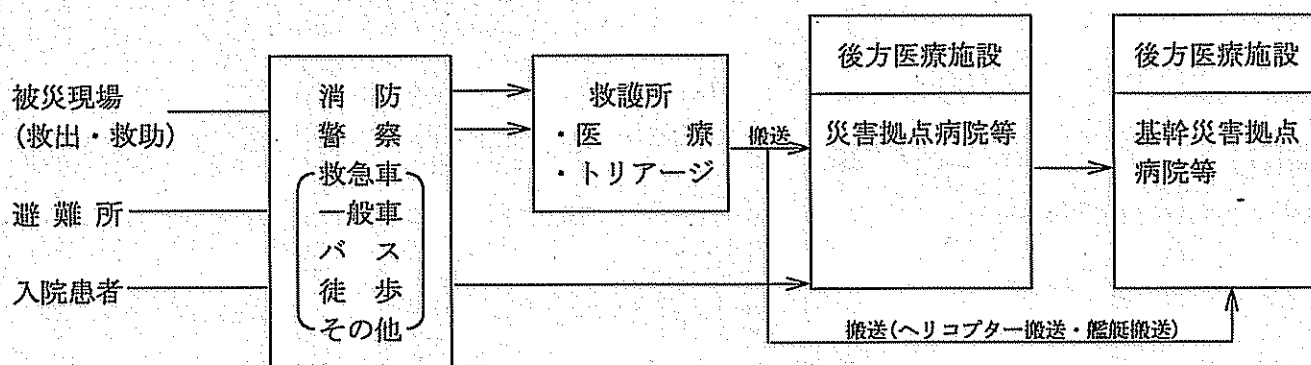 被災現場
(救出・救助)
避難所
入院患者
消防
警察
救急車
一般車
バス
徒歩
その他
救護所
・医療
・トリアージ
搬送
後方医療施設
災害拠点病院等
後方医療施設
基幹災害拠点
病院等
搬送(ヘリコプター搬送・艦艇搬送)